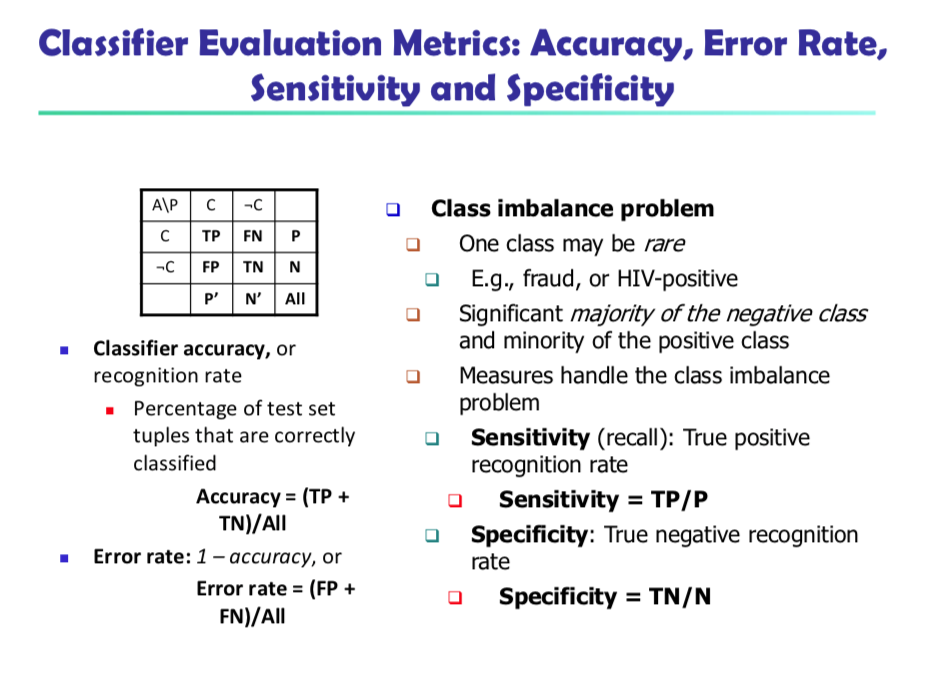 Classifier Evaluation Metrics: Accuracy, Error Rate,
Sensitivity and Specificity
A\P C ¬C
C TP FN P
¬C FP TN N
P’ N’ All
Classifier accuracy, or
recognition rate
Percentage of test set
tuples that are correctly
classified
Accuracy = (TP +
TN)/All
Error rate: 1 – accuracy, or
Error rate = (FP +
FN)/All
Class imbalance problem
One class may be rare
E.g., fraud, or HIV-positive
Significant majority of the negative class
and minority of the positive class
Measures handle the class imbalance
problem
Sensitivity (recall): True positive
recognition rate
Sensitivity = TP/P
Specificity: True negative recognition
rate
Specificity = TN/N